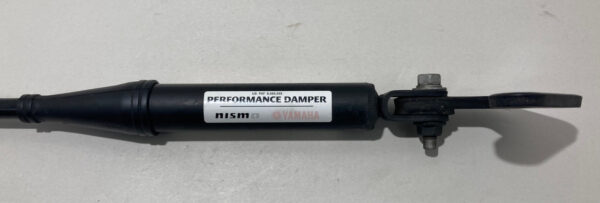 PERFORMANCE DAMPER
nismo YAMAHA